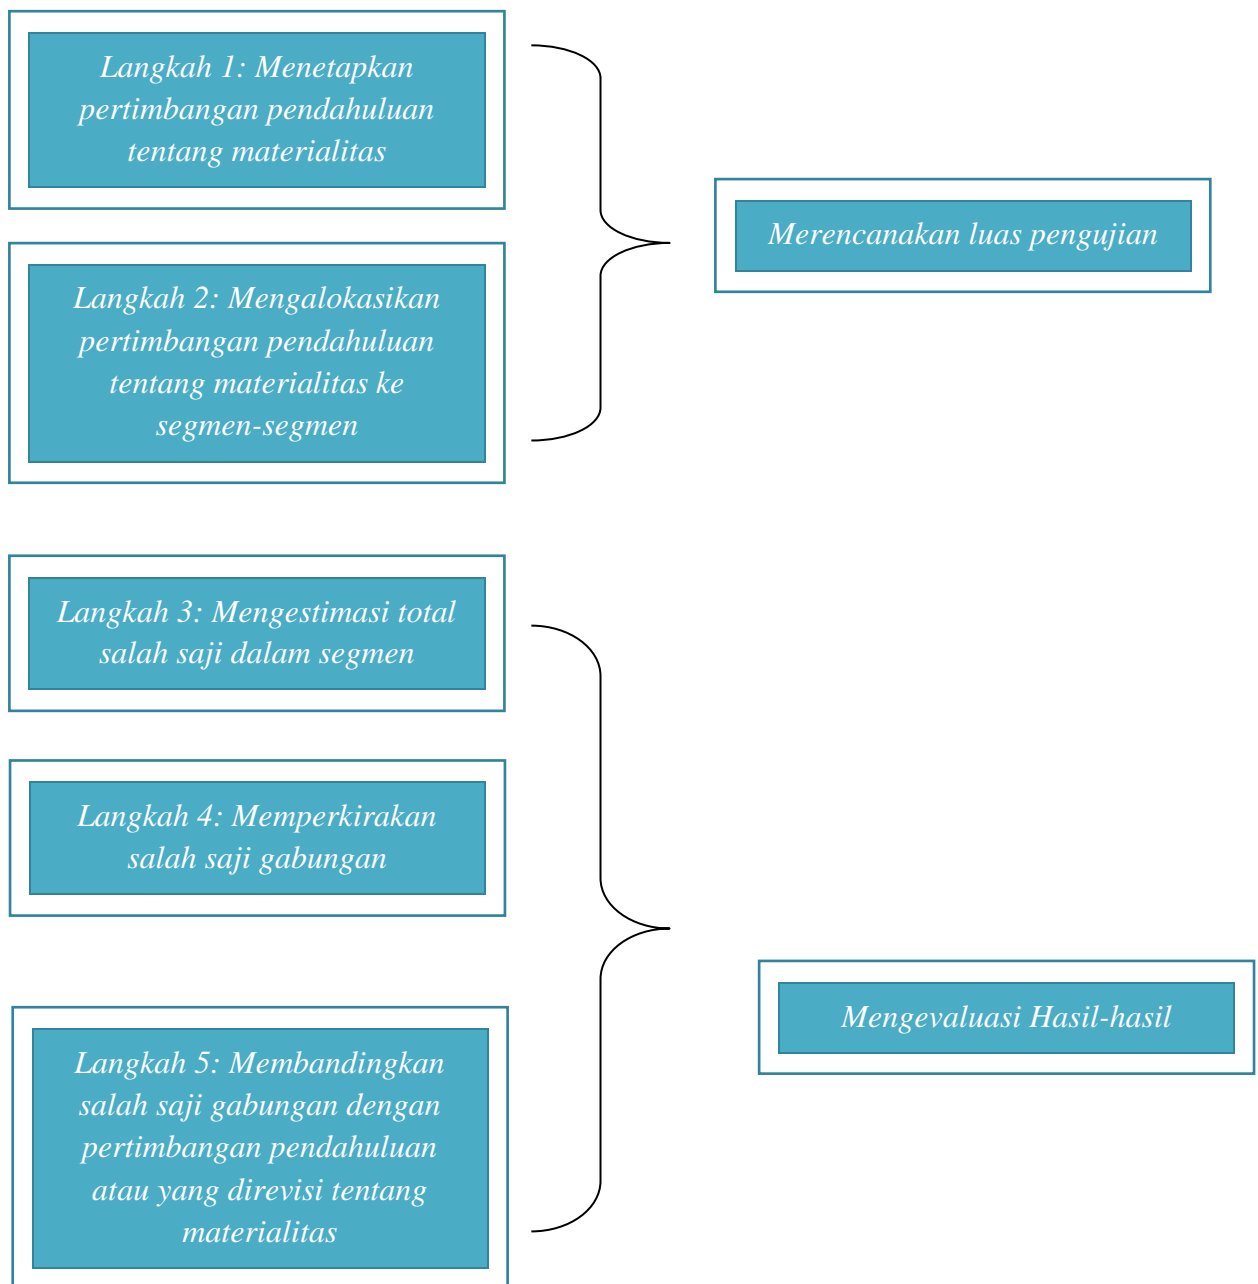 Langkah 1: Menetapkan
pertimbangan pendahuluan
tentang materialitas
Merencanakan luas pengujian
Langkah 2: Mengalokasikan
pertimbangan pendahuluan
tentang materialitas ke
segmen-segmen
Langkah 3: Mengestimasi total
salah saji dalam segmen
Langkah 4: Memperkirakan
salah saji gabungan
Mengevaluasi Hasil-hasil
Langkah 5: Membandingkan
salah saji gabungan dengan
pertimbangan pendahuluan
atau yang direvisi tentang
materialitas